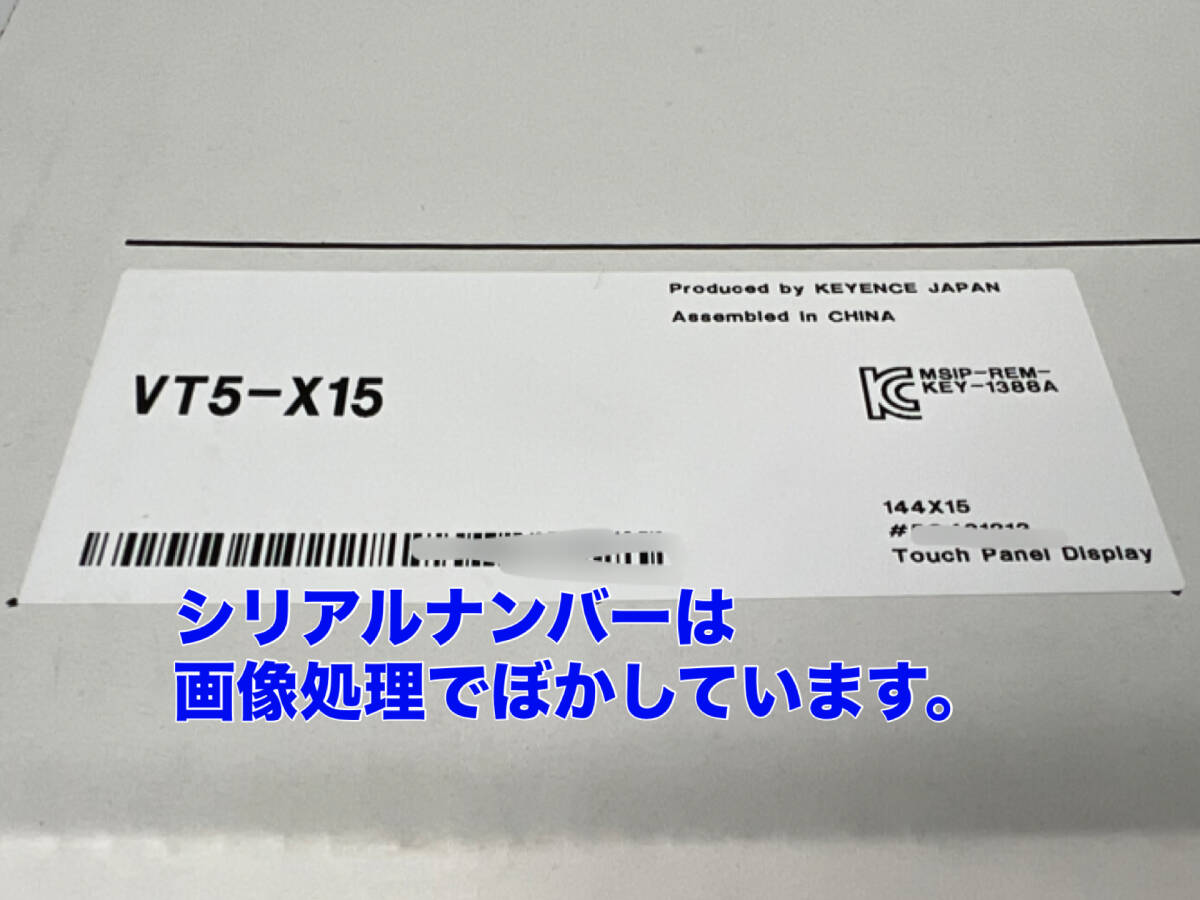 Produced by KEYENCE JAPAN
Assembled in CHINA
VT5-X15
MSIP-REM-
KEY-1388A
144X15
#
Touch Panel Display
シリアルナンバーは
画像処理でぼかしています。